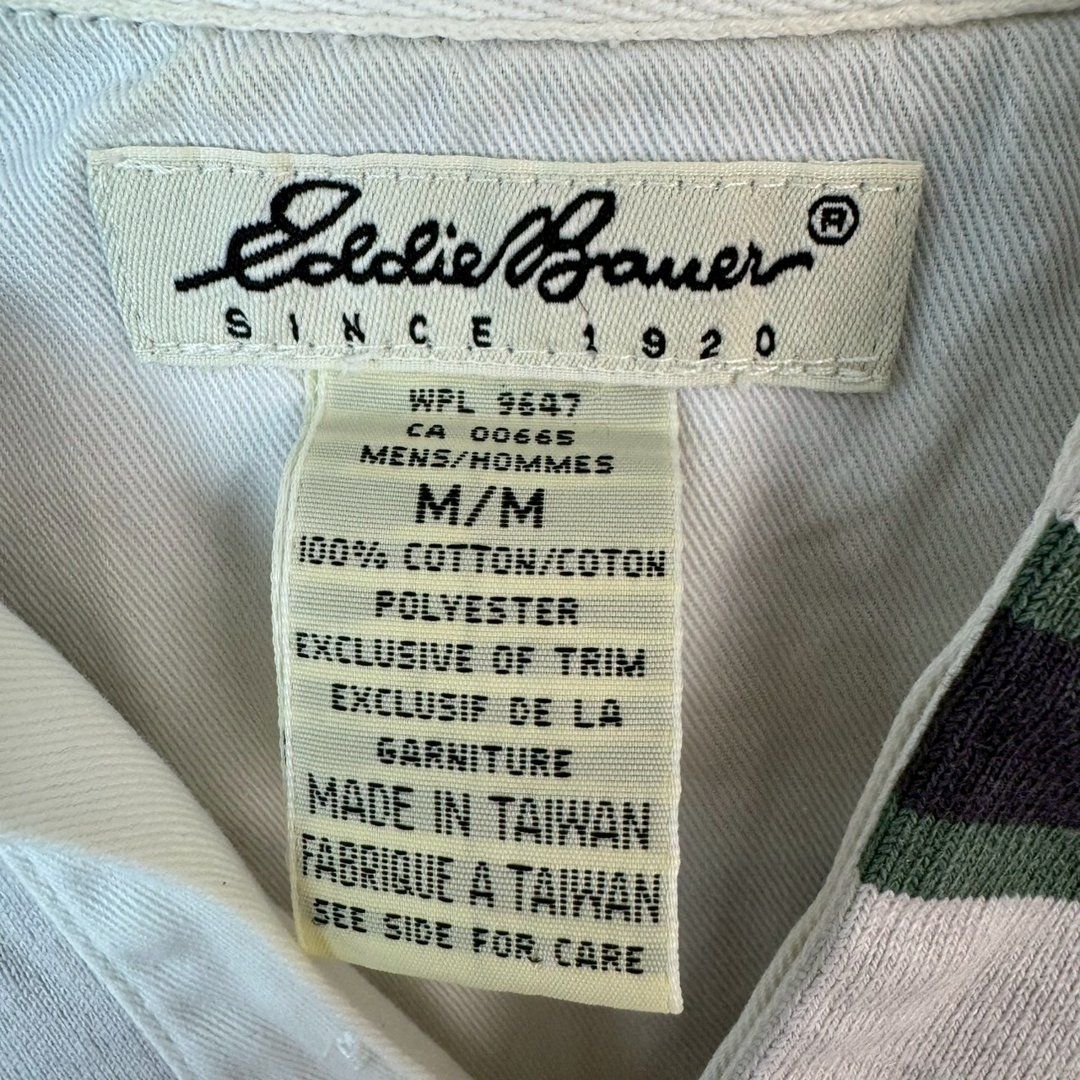 Eddie Bauer ®
SINCE 1920
WPL 9647
CA 00665
MENS/HOMMES
M/M
100% COTTON/COTON
POLYESTER
EXCLUSIVE OF TRIM
EXCLUSIF DE LA
GARNITURE
MADE IN TAIWAN
FABRIQUE A TAIWAN
SEE SIDE FOR CARE